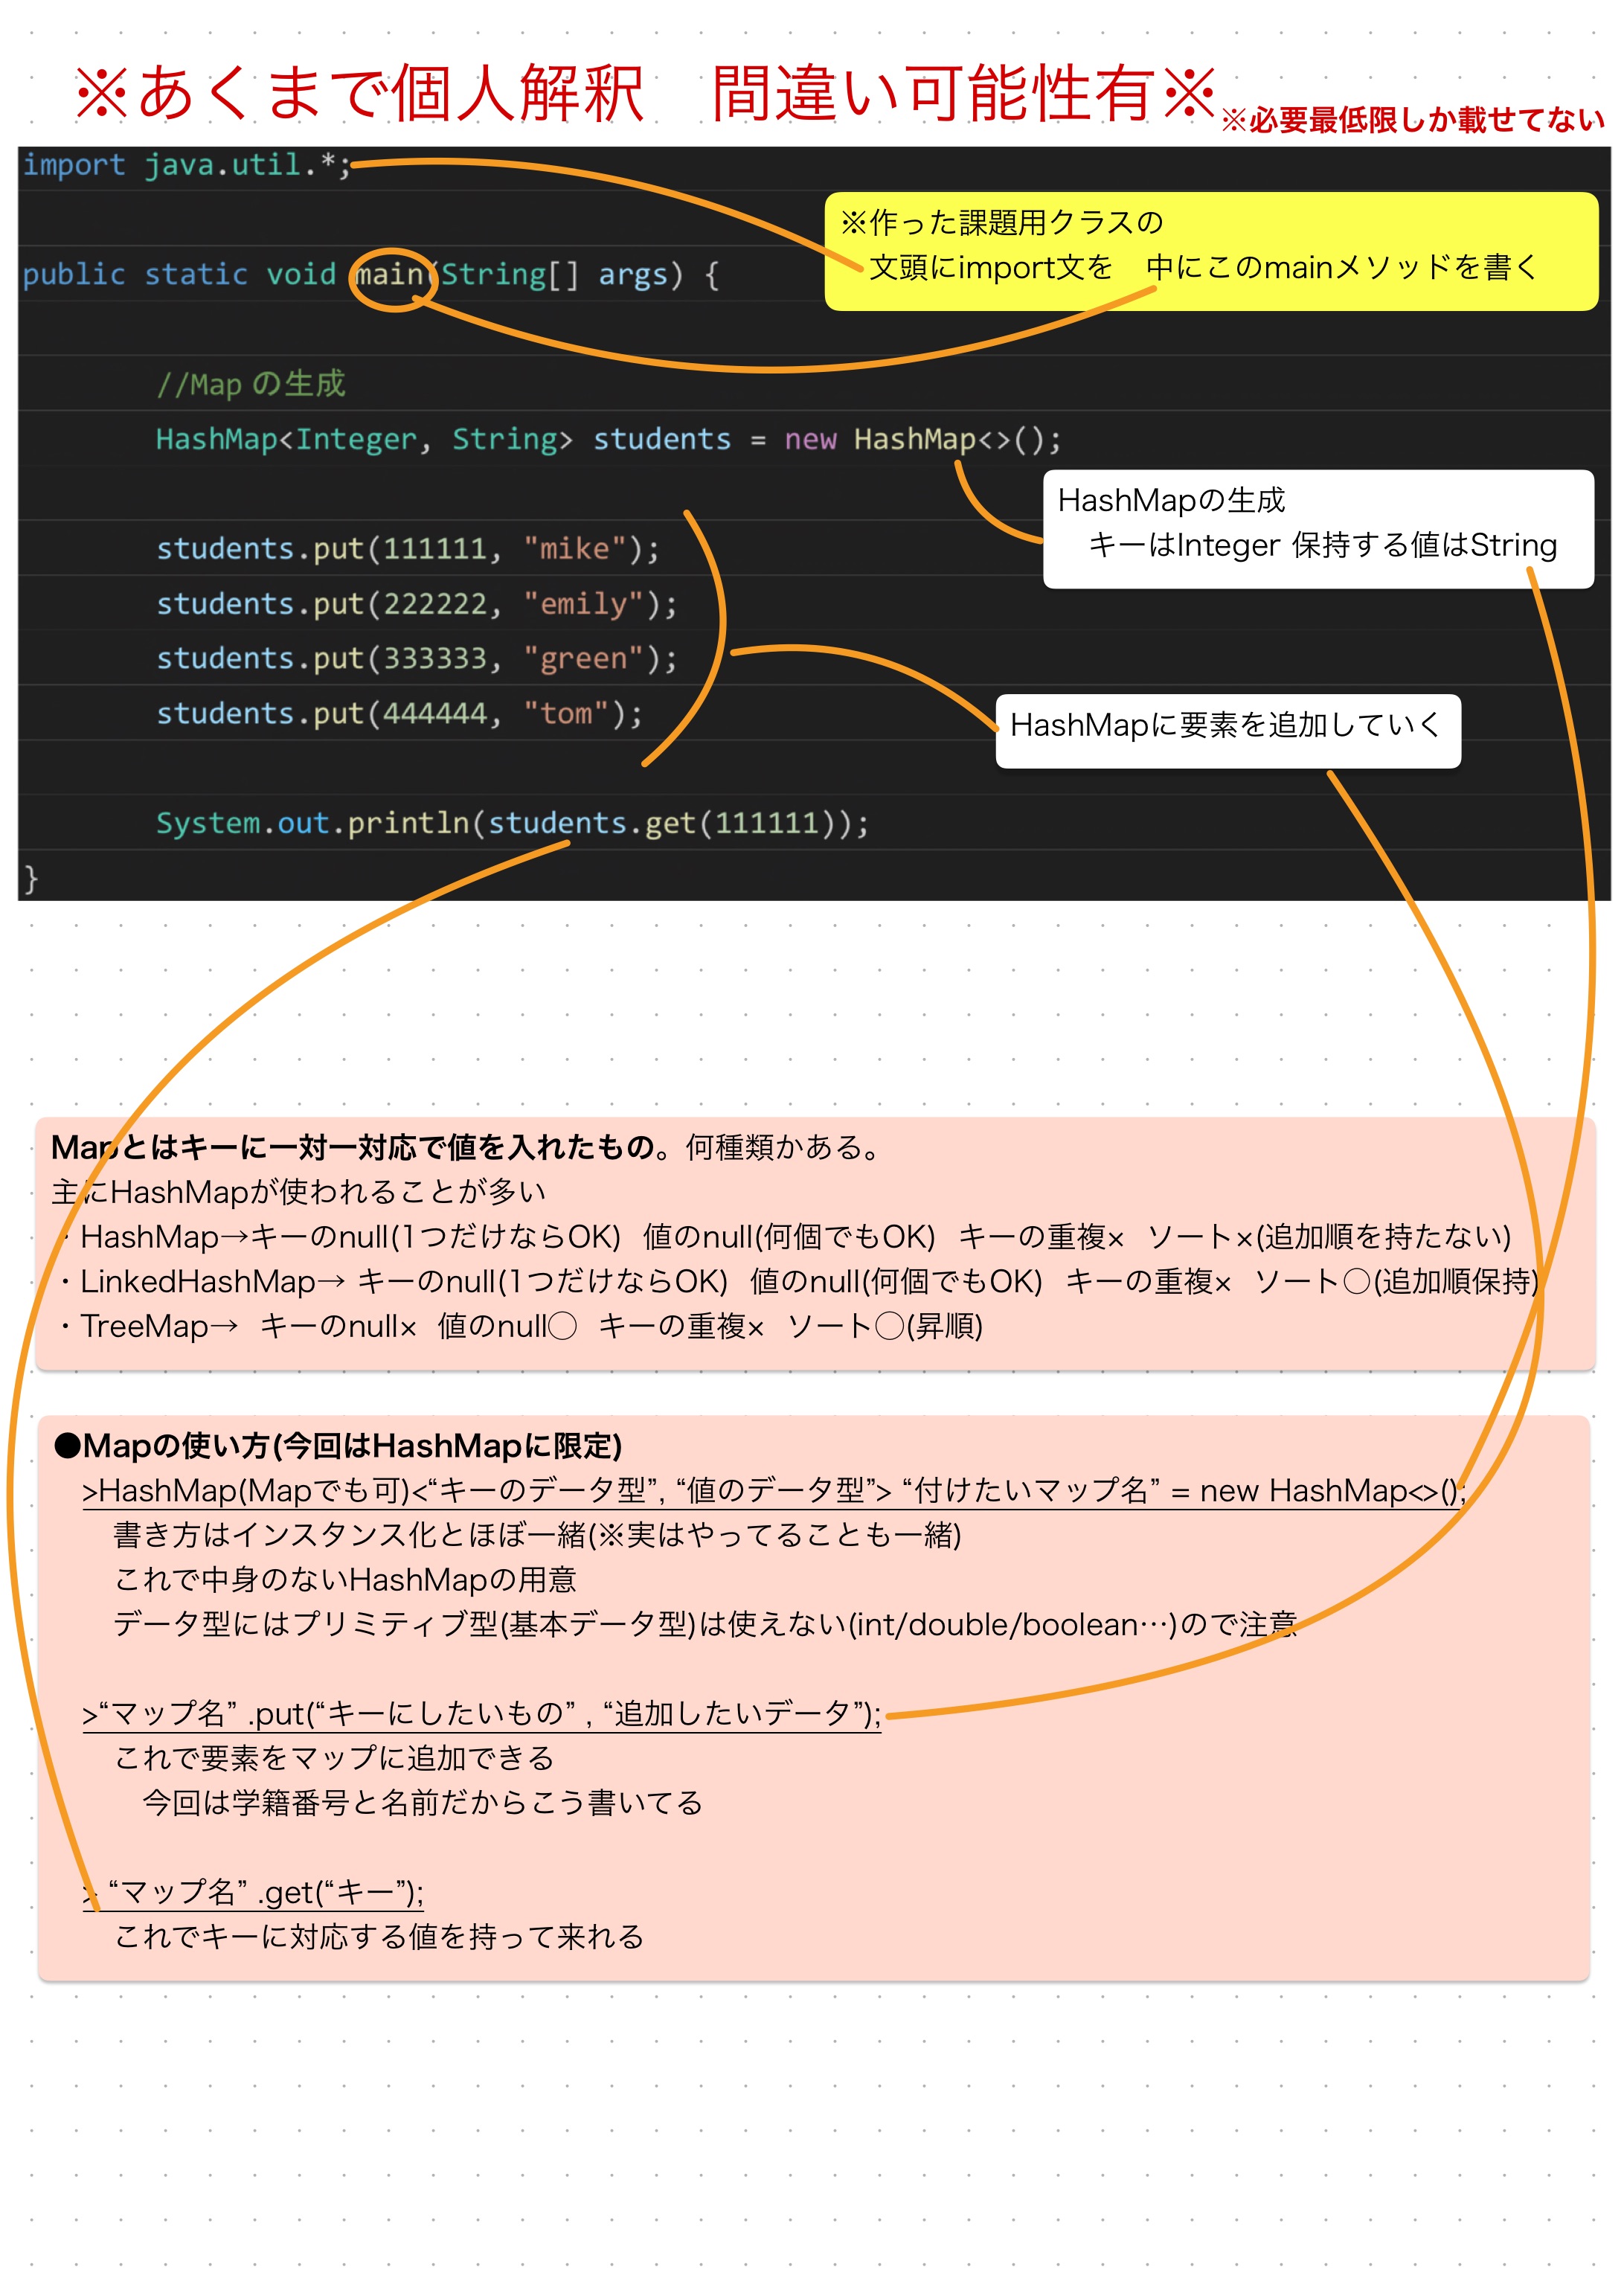 ※あくまで個人解釈　間違い可能性有※
※必要最低限しか載せてない
import java.util.*;
※作った課題用クラスの
文頭にimport文を　中にこのmainメソッドを書く
public static void main(String[] args) {
//Map の生成
HashMap<Integer, String> students = new HashMap<>();
HashMapの生成
キーはInteger 保持する値はString
students.put(111111, "mike");
students.put(222222, "emily");
students.put(333333, "green");
students.put(444444, "tom");
HashMapに要素を追加していく
System.out.println(students.get(111111));
}
Mapとはキーに一対一対応で値を入れたもの。何種類かある。
主にHashMapが使われることが多い
・HashMap→キーのnull(1つだけならOK)  値のnull(何個でもOK)  キーの重複×  ソート×(追加順を持たない)
・LinkedHashMap→ キーのnull(1つだけならOK)  値のnull(何個でもOK)  キーの重複×  ソート◯(追加順保持)
・TreeMap→  キーのnull×  値のnull◯  キーの重複×  ソート◯(昇順)
●Mapの使い方(今回はHashMapに限定)
>HashMap(Mapでも可)<“キーのデータ型”, “値のデータ型”> “付けたいマップ名” = new HashMap<>();
書き方はインスタンス化とほぼ一緒(※実はやってることも一緒)
これで中身のないHashMapの用意
データ型にはプリミティブ型(基本データ型)は使えない(int/double/boolean…)ので注意
>“マップ名” .put(“キーにしたいもの” , “追加したいデータ”);
これで要素をマップに追加できる
今回は学籍番号と名前だからこう書いてる
> “マップ名” .get(“キー”);
これでキーに対応する値を持って来れる